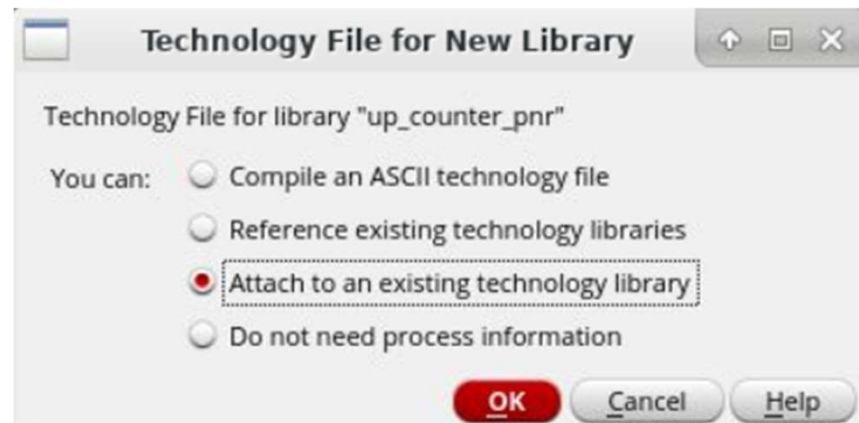 Technology File for New Library
Technology File for library "up_counter_pnr"
You can: Compile an ASCII technology file
Reference existing technology libraries
Attach to an existing technology library
Do not need process information
OK Cancel Help